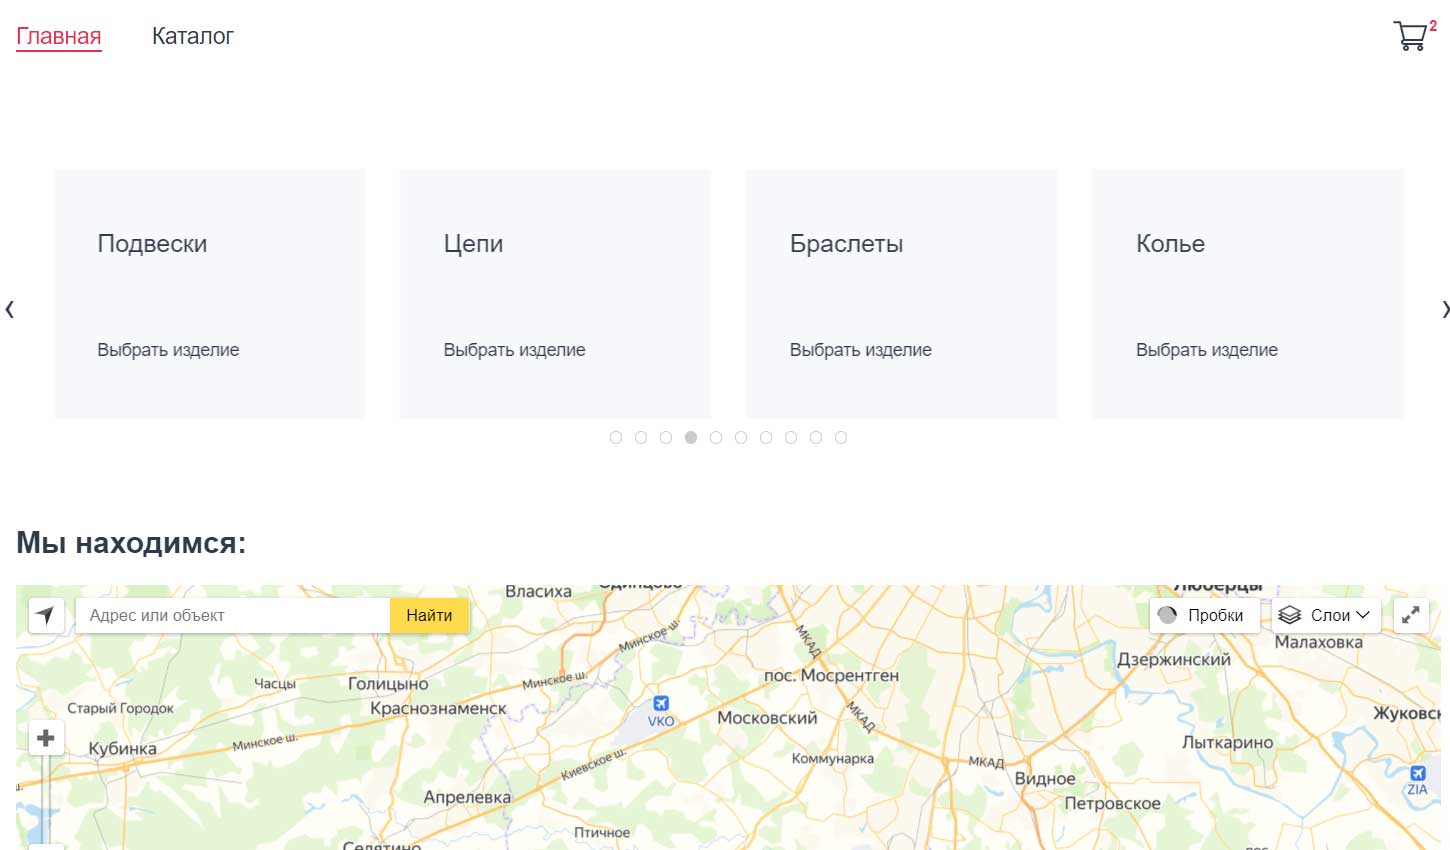 Главная
Каталог
2
Подвески
Цепи
Браслеты
Колье
‹
›
Выбрать изделие
Выбрать изделие
Выбрать изделие
Выбрать изделие
Мы находимся:
Власиха
Одинцово
Люберцы
Адрес или объект
Найти
Пробки
Слои
Минское ш.
МКАД
Малаховка
Дзержинский
Часцы
Голицыно
Минское ш.
пос. Мосрентген
Старый Городок
Краснознаменск
VKO
Московский
МКАД
Жуковск
Кубинка
Минское ш.
Лыткарино
Киевское ш.
Коммунарка
МКАД
Видное
ZIA
Апрелевка
Петровское
Птичное
Селятино
пос.